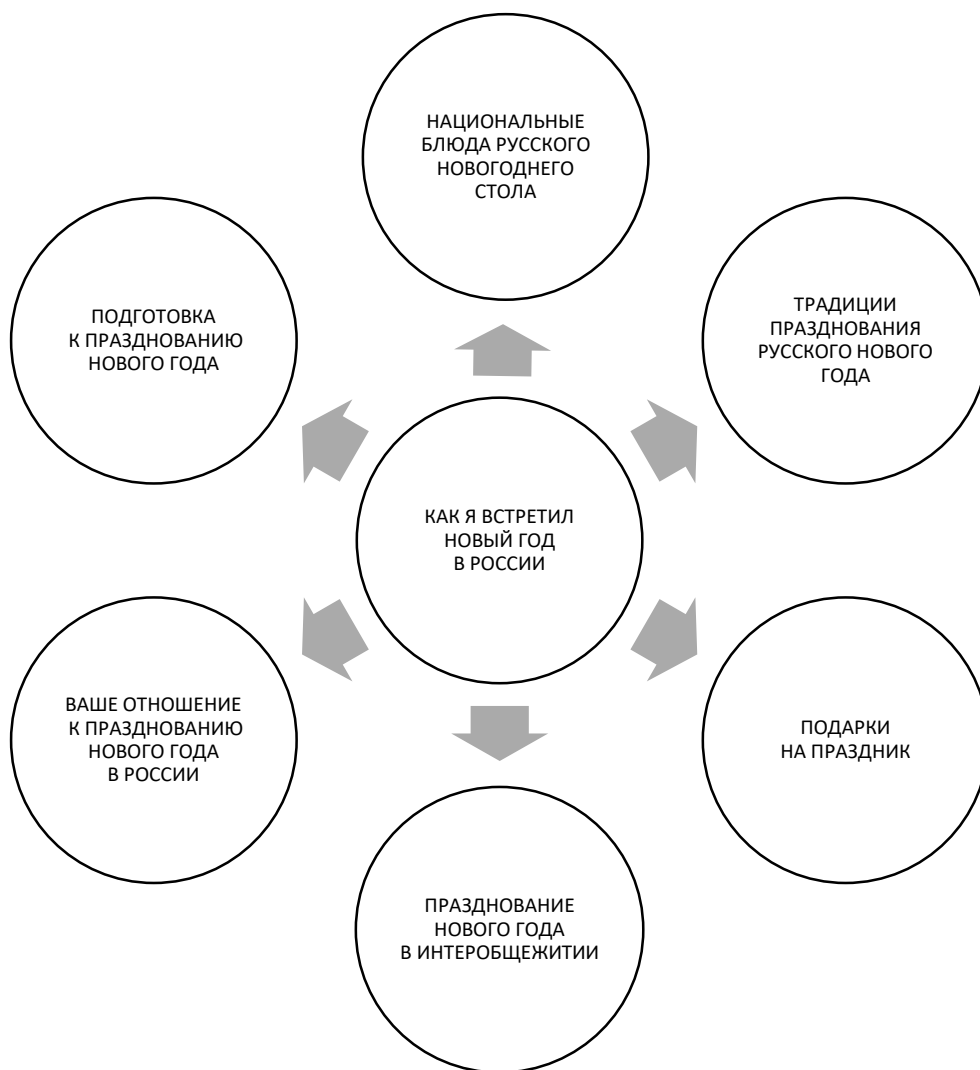 НАЦИОНАЛЬНЫЕ
БЛЮДА РУССКОГО
НОВОГОДНЕГО
СТОЛА
ПОДГОТОВКА
К ПРАЗДНОВАНИЮ
НОВОГО ГОДА
ТРАДИЦИИ
ПРАЗДНОВАНИЯ
РУССКОГО НОВОГО
ГОДА
КАК Я ВСТРЕТИЛ
НОВЫЙ ГОД
В РОССИИ
ВАШЕ ОТНОШЕНИЕ
К ПРАЗДНОВАНИЮ
НОВОГО ГОДА
В РОССИИ
ПОДАРКИ
НА ПРАЗДНИК
ПРАЗДНОВАНИЕ
НОВОГО ГОДА
В ИНТЕРОБЩЕЖИТИИ